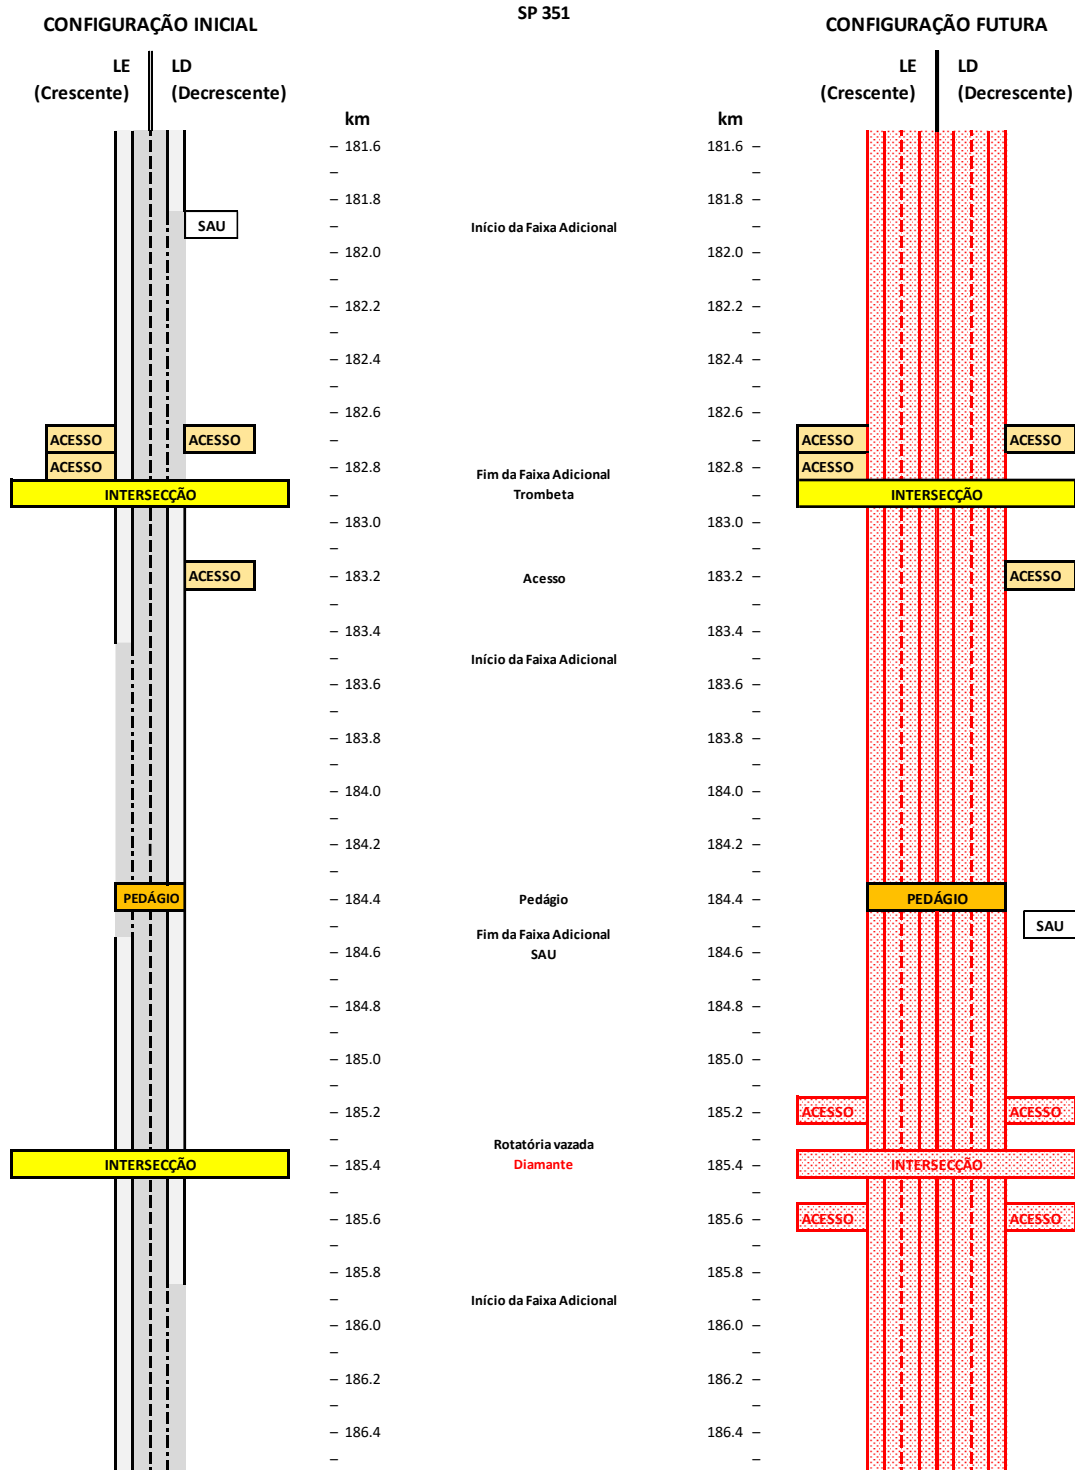 SP 351
CONFIGURAÇÃO INICIAL CONFIGURAÇÃO FUTURA
LE LD LE LD
(Crescente) (Decrescente) (Crescente) (Decrescente)
km km
– 181.6 181.6 –
– –
– 181.8 181.8 –
SAU – Início da Faixa Adicional –
– 182.0 182.0 –
– –
– 182.2 182.2 –
– –
– 182.4 182.4 –
– –
– 182.6 182.6 –
ACESSO ACESSO – – ACESSO ACESSO
ACESSO – 182.8 Fim da Faixa Adicional 182.8 – ACESSO
INTERSECÇÃO – Trombeta – INTERSECÇÃO
– 183.0 183.0 –
– –
ACESSO – 183.2 Acesso 183.2 – ACESSO
– –
– 183.4 183.4 –
– Início da Faixa Adicional –
– 183.6 183.6 –
– –
– 183.8 183.8 –
– –
– 184.0 184.0 –
– –
– 184.2 184.2 –
– –
PEDÁGIO – 184.4 Pedágio 184.4 – PEDÁGIO
– Fim da Faixa Adicional – SAU
– 184.6 SAU 184.6 –
– –
– 184.8 184.8 –
– –
– 185.0 185.0 –
– –
– 185.2 185.2 – ACESSO ACESSO
– Rotatória vazada –
INTERSECÇÃO – 185.4 Diamante 185.4 – INTERSECÇÃO
– –
– 185.6 185.6 – ACESSO ACESSO
– –
– 185.8 185.8 –
– Início da Faixa Adicional –
– 186.0 186.0 –
– –
– 186.2 186.2 –
– –
– 186.4 186.4 –
– –